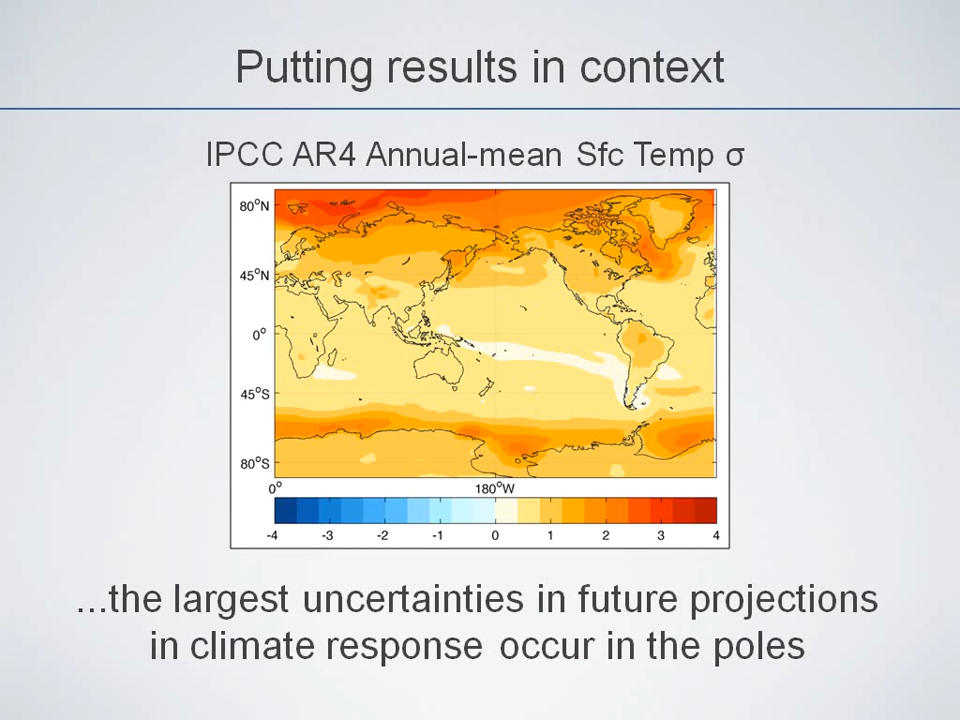 Putting results in context
IPCC AR4 Annual-mean Sfc Temp σ
80°N
45°N
0°
45°S
80°S
0° 180°W
-4 -3 -2 -1 0 1 2 3 4
...the largest uncertainties in future projections
in climate response occur in the poles